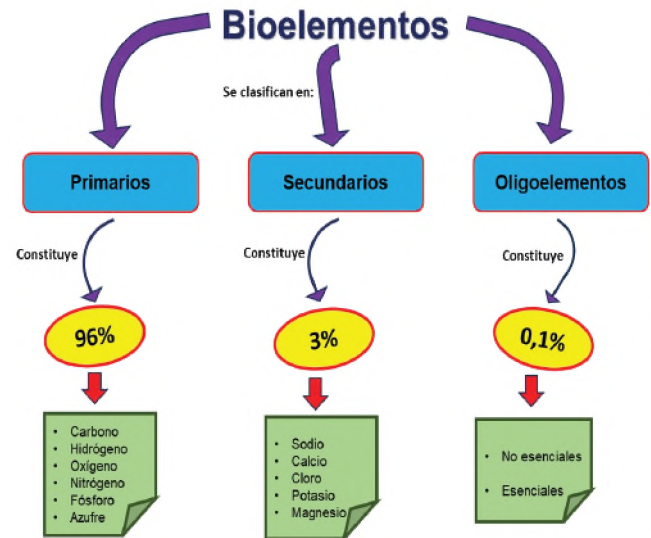 Bioelementos
Se clasifican en:
Primarios
Secundarios
Oligoelementos
Constituye
Constituye
Constituye
96%
3%
0,1%
• Carbono
• Hidrógeno
• Oxígeno
• Nitrógeno
• Fósforo
• Azufre
• Sodio
• Calcio
• Cloro
• Potasio
• Magnesio
• No esenciales
• Esenciales